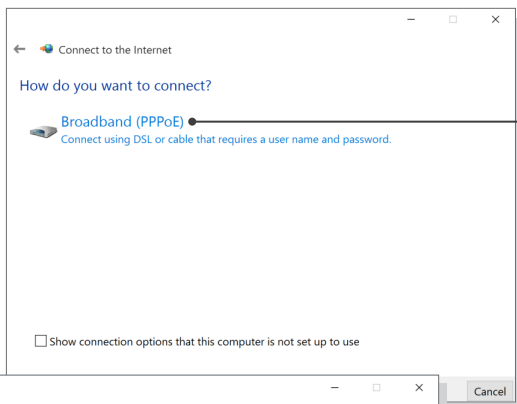 Connect to the Internet
How do you want to connect?
Broadband (PPPoE)
Connect using DSL or cable that requires a user name and password.
Show connection options that this computer is not set up to use
Cancel